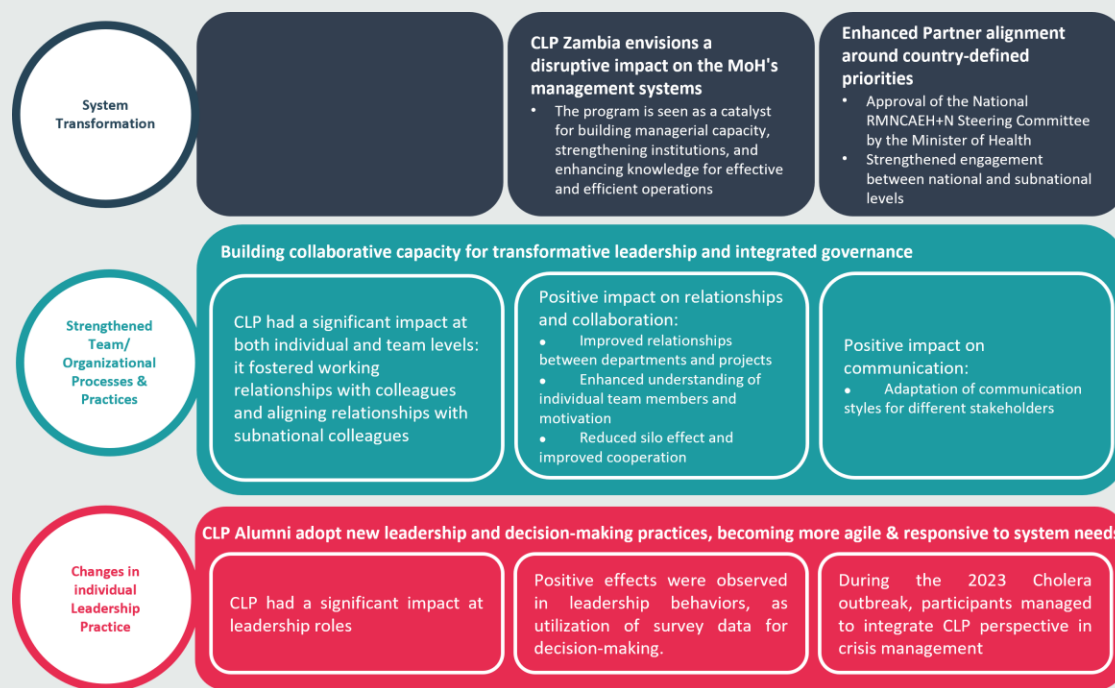 System
Transformation
CLP Zambia envisions a
disruptive impact on the MoH's
management systems
• The program is seen as a catalyst
for building managerial capacity,
strengthening institutions, and
enhancing knowledge for effective
and efficient operations
Enhanced Partner alignment
around country-defined
priorities
• Approval of the National
RMNCAEH+N Steering Committee
by the Minister of Health
• Strengthened engagement
between national and subnational
levels
Strengthened
Team/
Organizational
Processes &
Practices
Building collaborative capacity for transformative leadership and integrated governance
CLP had a significant impact at
both individual and team levels:
it fostered working
relationships with colleagues
and aligning relationships with
subnational colleagues
Positive impact on relationships
and collaboration:
• Improved relationships
between departments and projects
• Enhanced understanding of
individual team members and
motivation
• Reduced silo effect and
improved cooperation
Positive impact on
communication:
• Adaptation of communication
styles for different stakeholders
Changes in
individual
Leadership
Practice
CLP Alumni adopt new leadership and decision-making practices, becoming more agile & responsive to system needs
CLP had a significant impact at
leadership roles
Positive effects were observed
in leadership behaviors, as
utilization of survey data for
decision-making.
During the 2023 Cholera
outbreak, participants managed
to integrate CLP perspective in
crisis management